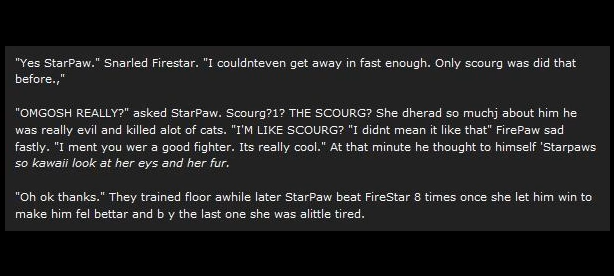 "Yes StarPaw." Snarled Firestar. "I couldnteven get away in fast enough. Only scourg was did that
before.,"
"OMGOSH REALLY?" asked StarPaw. Scourg?1? THE SCOURG? She dherad so muchj about him he
was really evil and killed alot of cats. "I'M LIKE SCOURG? "I didnt mean it like that" FirePaw sad
fastly. "I ment you wer a good fighter. Its really cool." At that minute he thought to himself 'Starpaws
so kawaii look at her eys and her fur.
"Oh ok thanks." They trained floor awhile later StarPaw beat FireStar 8 times once she let him win to
make him fel bettar and b y the last one she was alittle tired.